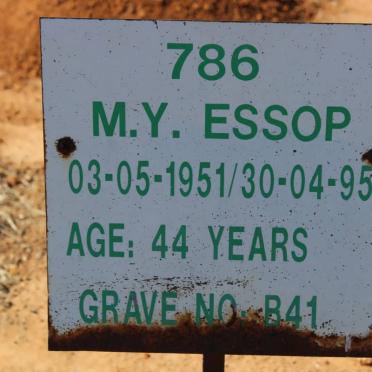 786
M.Y. ESSOP
03-05-1951/30-04-95
AGE: 44 YEARS
GRAVE NO: B41